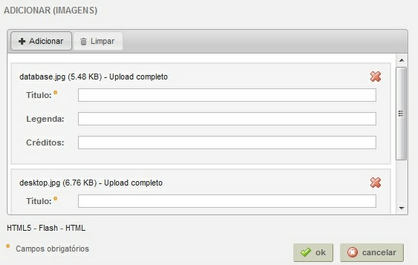 ADICIONAR (IMAGENS)
Adicionar Limpar
database.jpg (5.48 KB) - Upload completo
Título:
Legenda:
Créditos:
desktop.jpg (6.76 KB) - Upload completo
Título:
HTML5 - Flash - HTML
Campos obrigatórios
ok cancelar